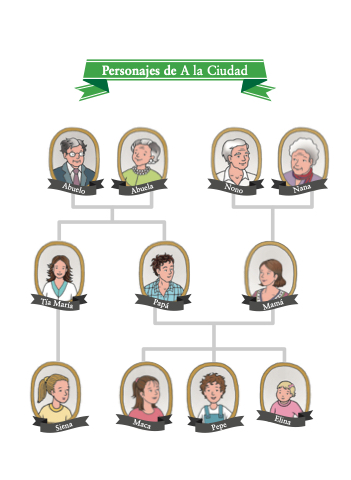 Personajes de A la Ciudad
Abuelo
Abuela
Nono
Nana
Tía María
Papá
Mamá
Siena
Maca
Pepe
Elina